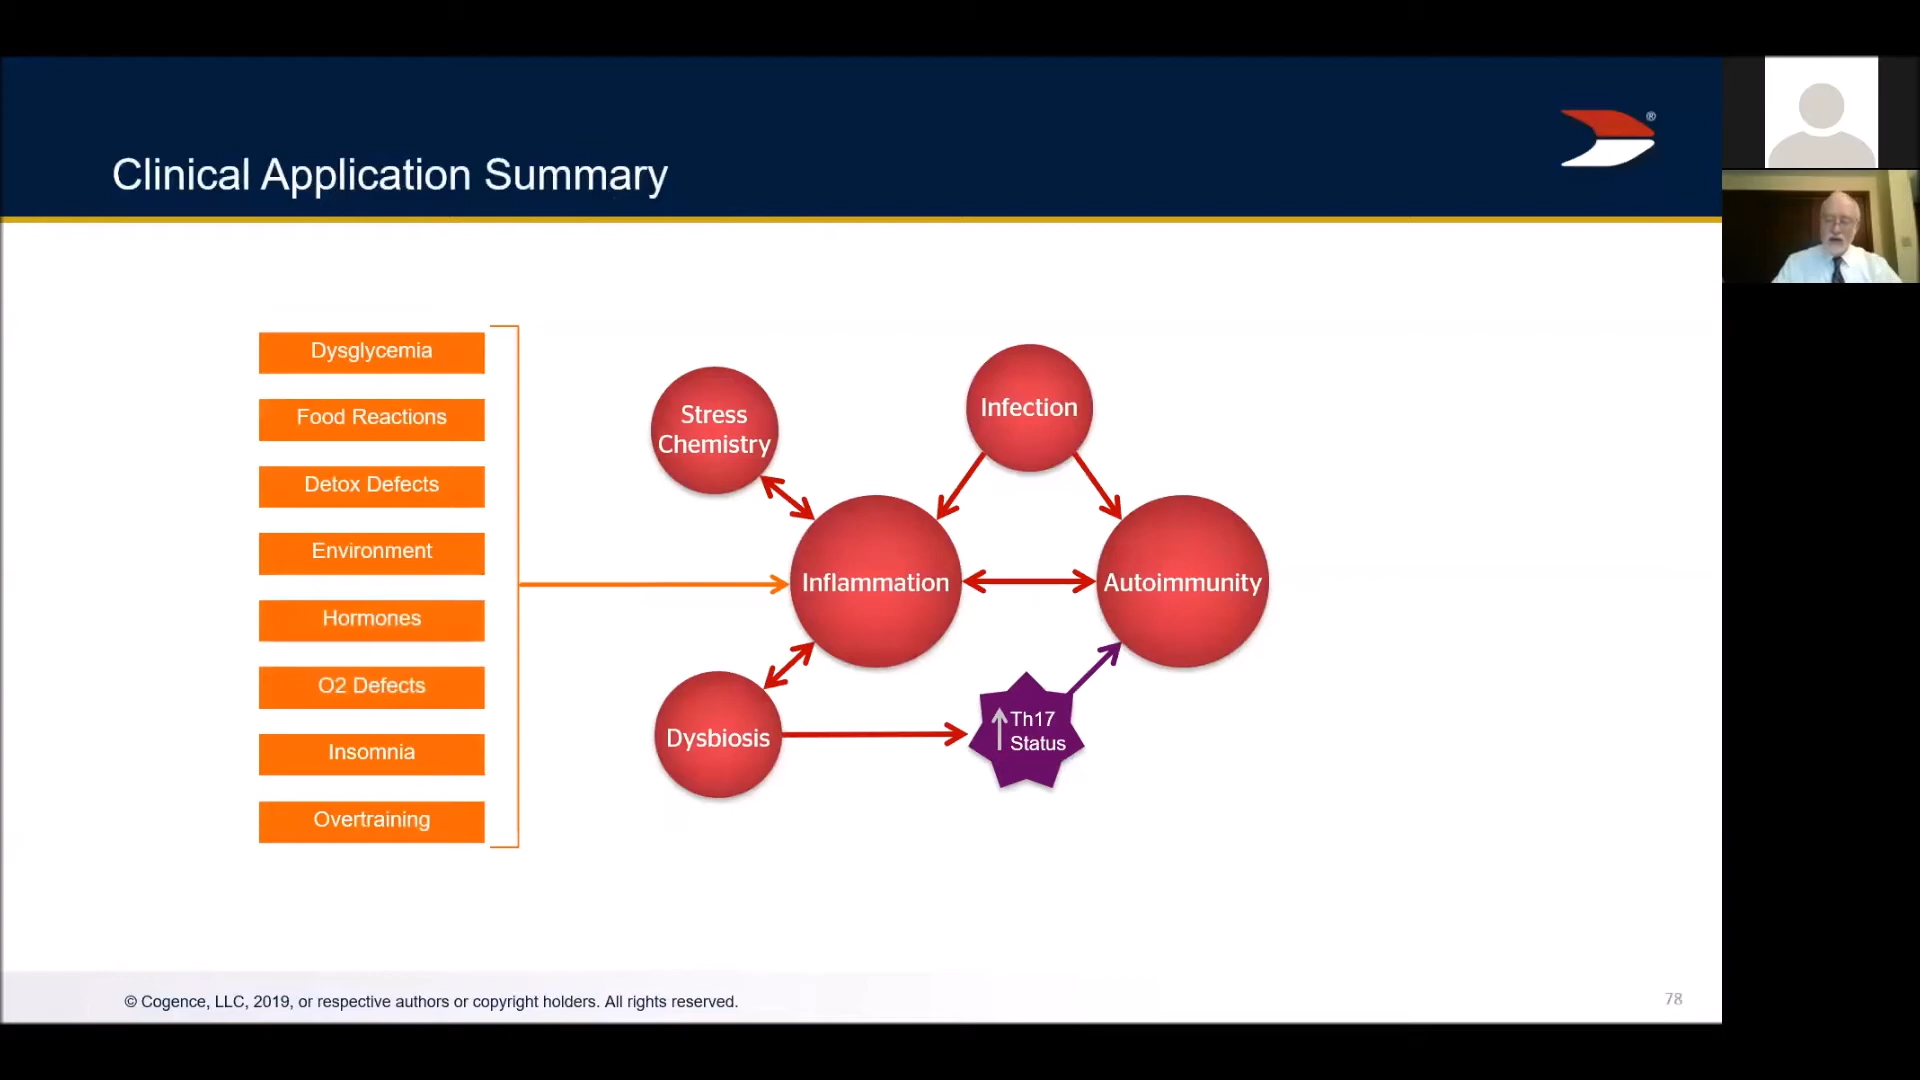 Clinical Application Summary
®
Dysglycemia
Food Reactions
Detox Defects
Environment
Hormones
O2 Defects
Insomnia
Overtraining
Stress
Chemistry
Infection
Inflammation
Autoimmunity
Dysbiosis
Th17
Status
© Cogence, LLC, 2019, or respective authors or copyright holders. All rights reserved.
78